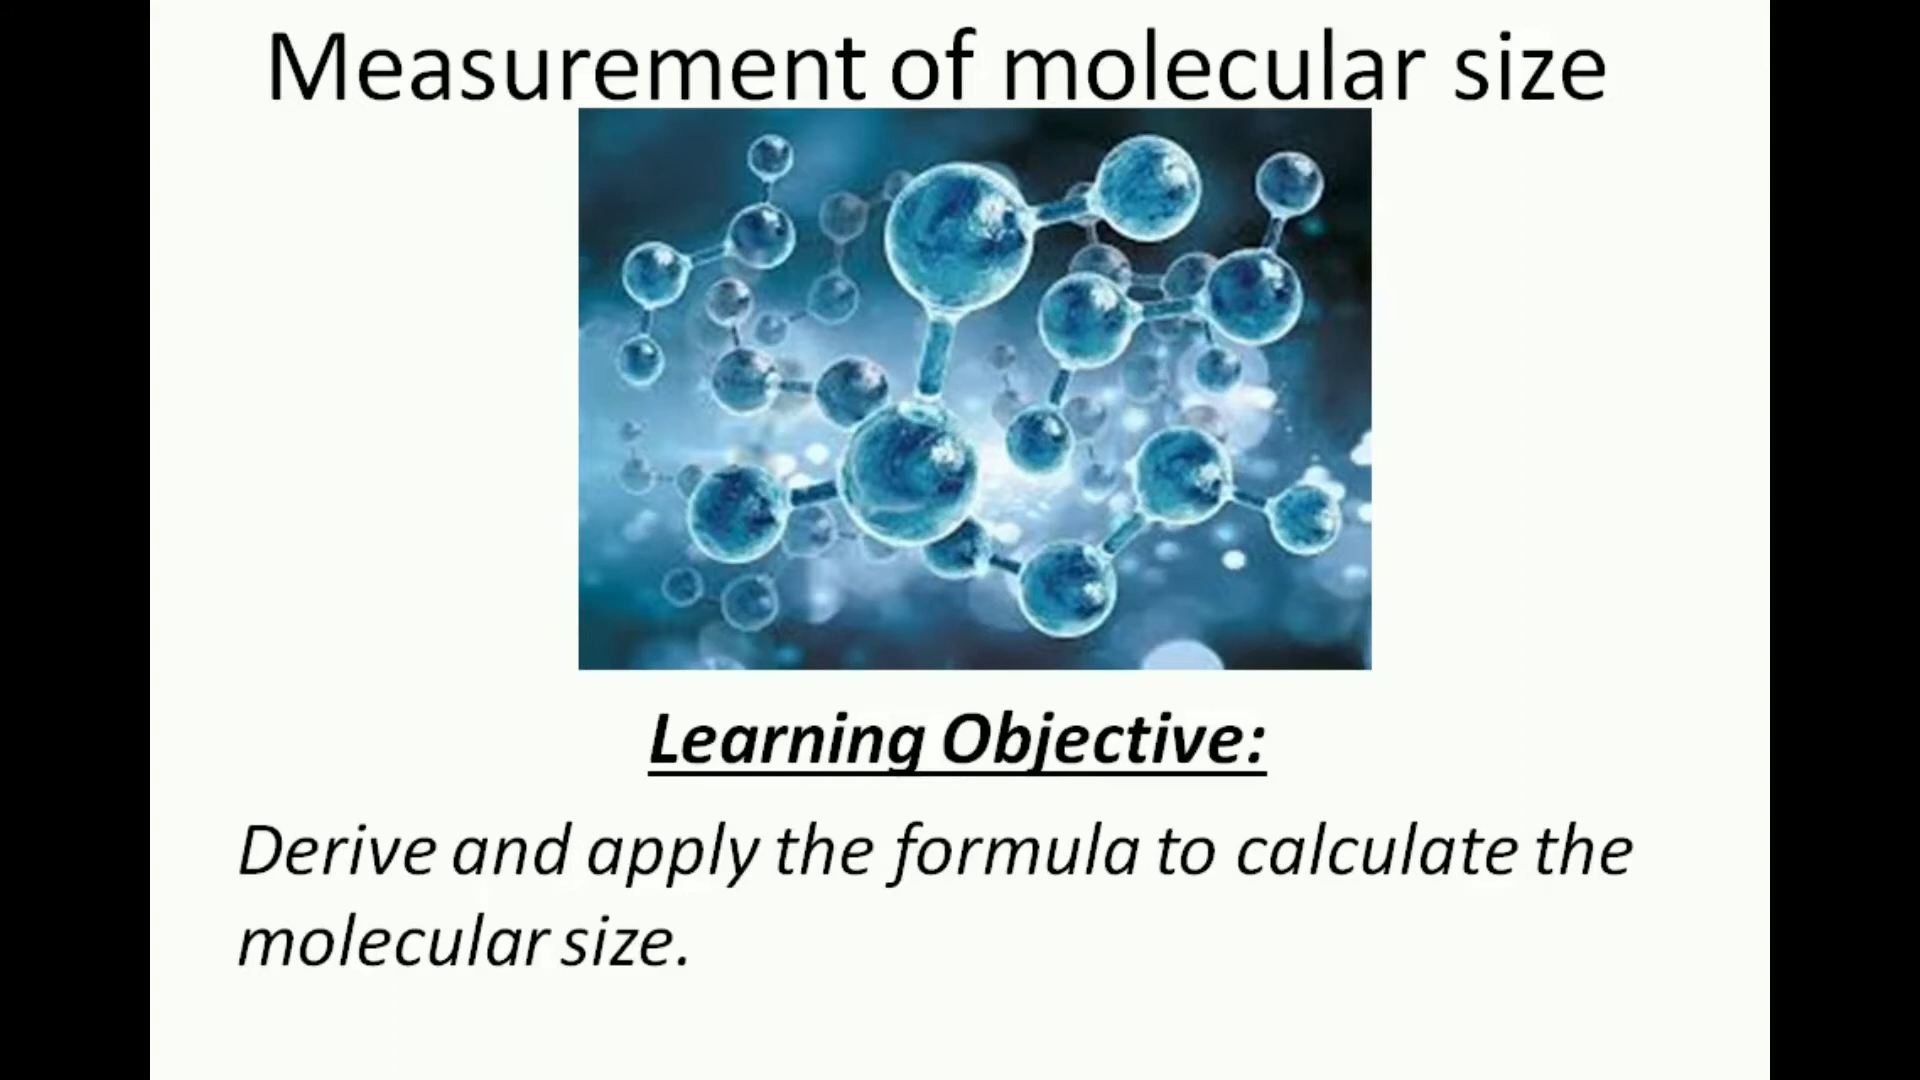 Measurement of molecular size
Learning Objective:
Derive and apply the formula to calculate the
molecular size.